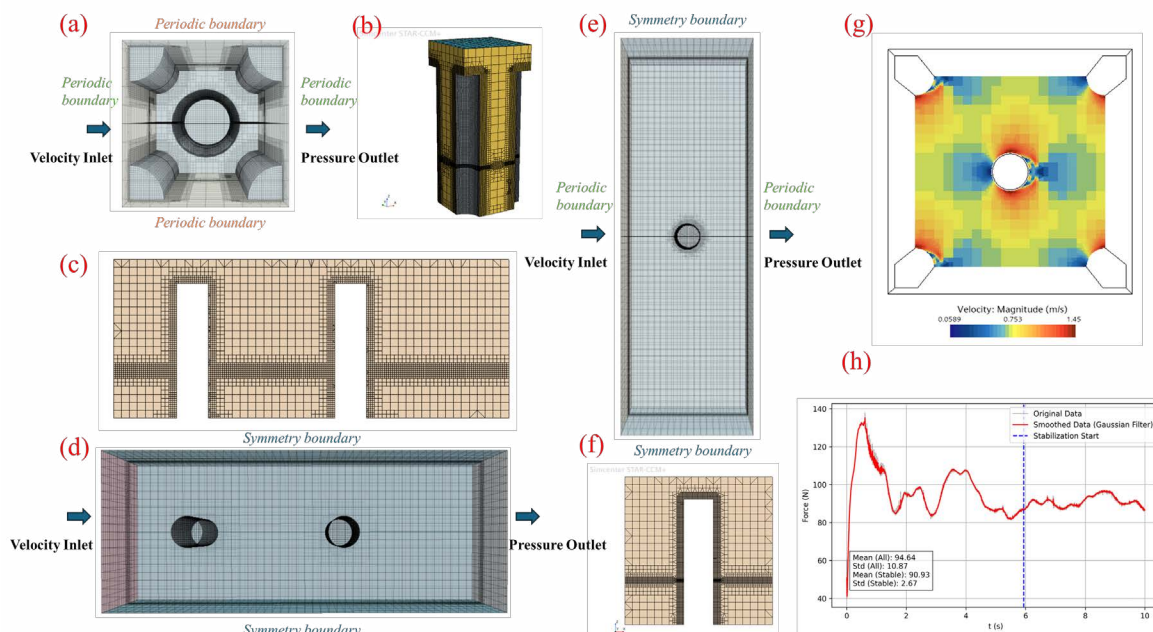 (a)
Periodic boundary
Periodic
boundary
Velocity Inlet
Periodic
boundary
Pressure Outlet
Periodic boundary
(b)
Simcenter STAR-CCM+
(c)
Symmetry boundary
(d)
Velocity Inlet
Pressure Outlet
Symmetry boundary
(e)
Symmetry boundary
Periodic
boundary
Velocity Inlet
Periodic
boundary
Pressure Outlet
Symmetry boundary
(f)
Simcenter STAR-CCM+
(g)
Velocity: Magnitude (m/s)
0.0589 0.753 1.45
(h)
Original Data
Smoothed Data (Gaussian Filter)
Stabilization Start
Force (N)
140
120
100
80
60
40
Mean (All): 94.64
Std (All): 10.87
Mean (Stable): 90.93
Std (Stable): 2.67
0 2 4 6 8 10
t (s)